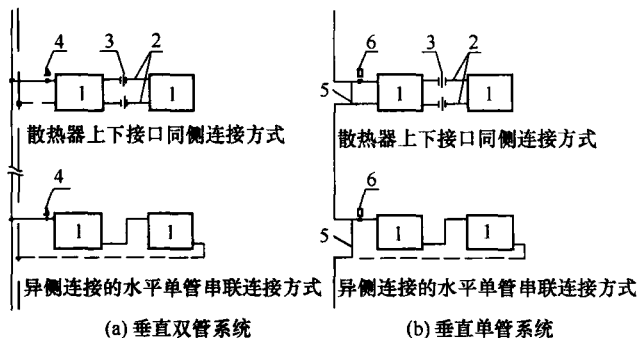 4 3 2 6 3 2
1 1 5 1 1
散热器上下接口同侧连接方式 散热器上下接口同侧连接方式
4 6
1 1 5 1 1
异侧连接的水平单管串联连接方式 异侧连接的水平单管串联连接方式
(a) 垂直双管系统 (b) 垂直单管系统